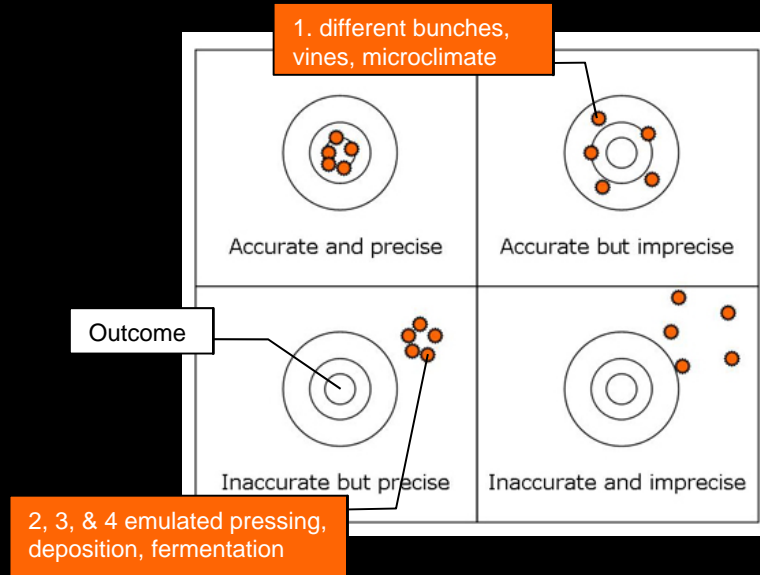 1. different bunches,
vines, microclimate
Accurate and precise
Accurate but imprecise
Outcome
Inaccurate but precise
Inaccurate and imprecise
2, 3, & 4 emulated pressing,
deposition, fermentation